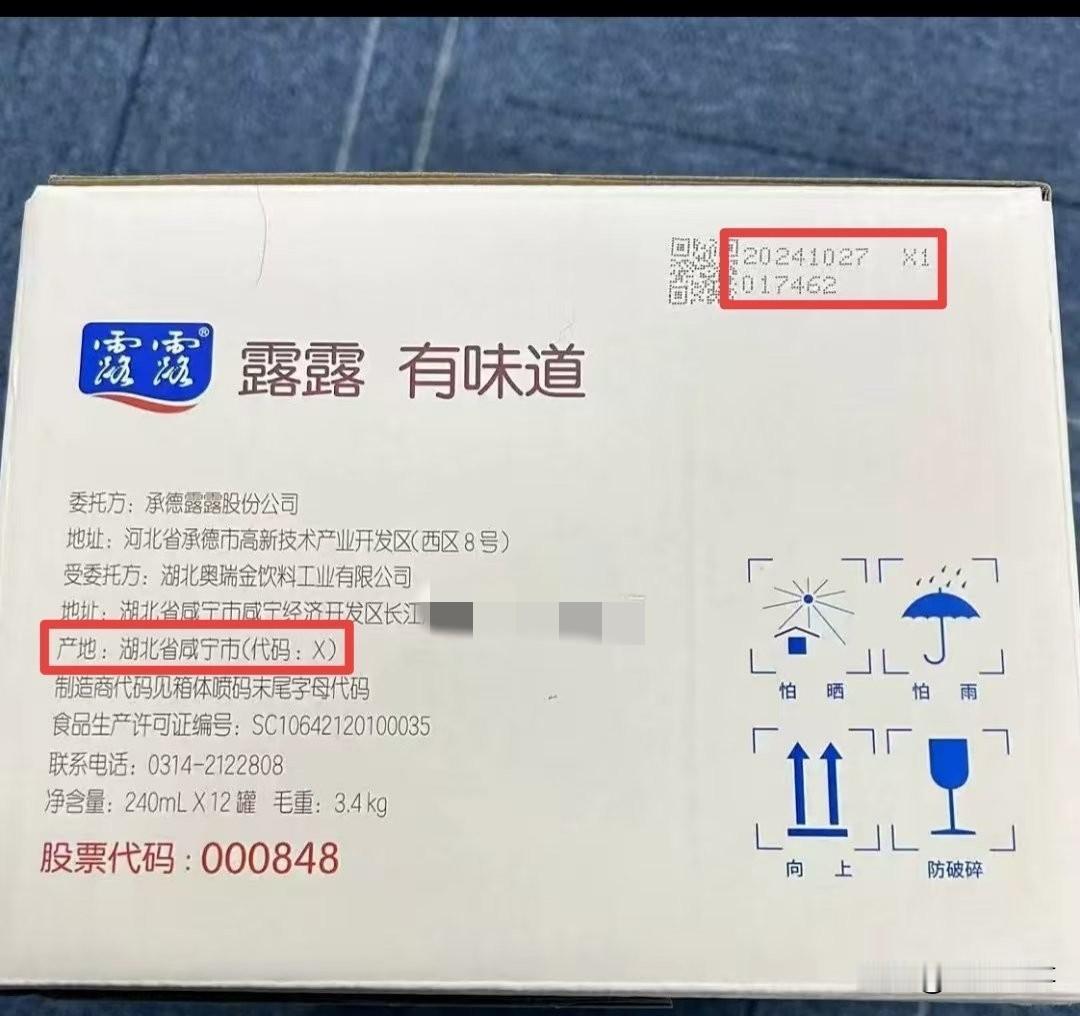 20241027 X1
017462
露露®
露露 有味道
委托方：承德露露股份公司
地址：河北省承德市高新技术产业开发区（西区8号）
受委托方：湖北奥瑞金饮料工业有限公司
地址：湖北省咸宁市咸宁经济开发区长江
产地：湖北省咸宁市（代码：X）
制造商代码见箱体喷码末尾字母代码
食品生产许可证编号：SC10642120100035
联系电话：0314-2122808
净含量：240mL X 12罐 毛重：3.4kg
股票代码：000848
怕 晒
怕 雨
向 上
防破碎